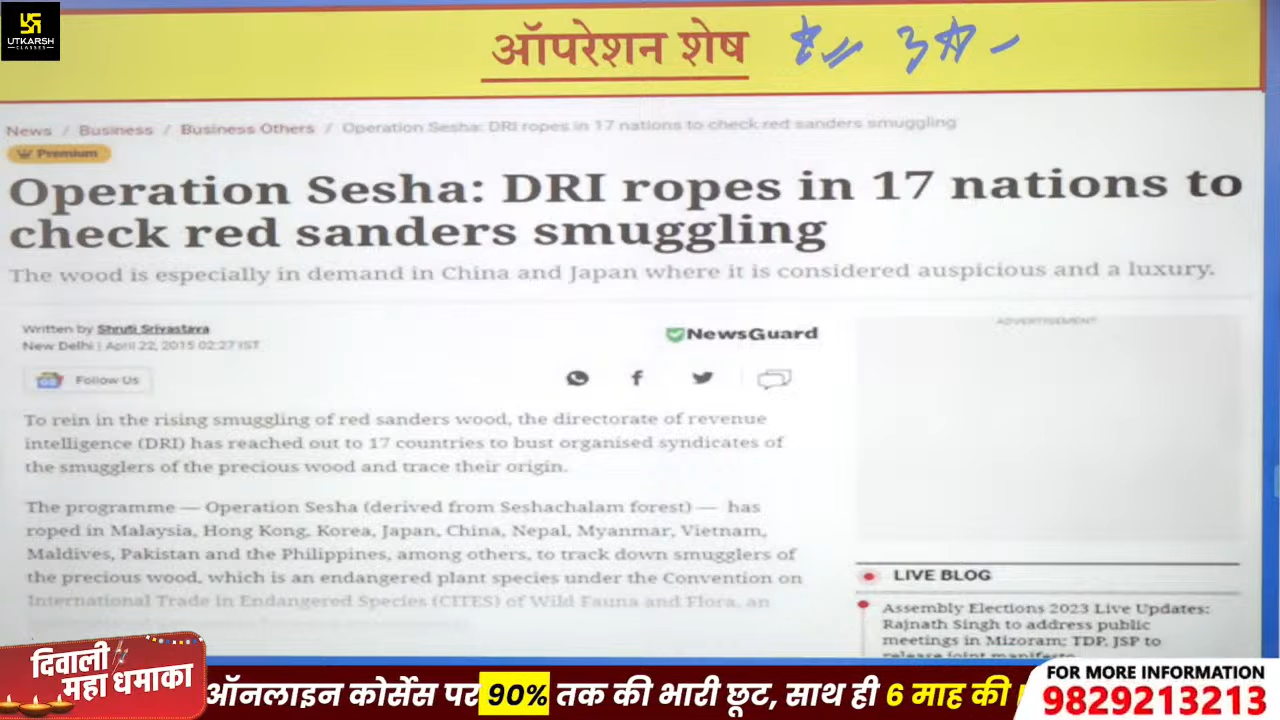 UTKARSH
CLASSES
ऑपरेशन शेष
News / Business / Business Others / Operation Sesha: DRI ropes in 17 nations to check red sanders smuggling
Premium
Operation Sesha: DRI ropes in 17 nations to
check red sanders smuggling
The wood is especially in demand in China and Japan where it is considered auspicious and a luxury.
Written by Shruti Srivastava
New Delhi | April 22, 2015 02:27 IST
NewsGuard
ADVERTISEMENT
Follow Us
To rein in the rising smuggling of red sanders wood, the directorate of revenue
intelligence (DRI) has reached out to 17 countries to bust organised syndicates of
the smugglers of the precious wood and trace their origin.
The programme — Operation Sesha (derived from Seshachalam forest) — has
roped in Malaysia, Hong Kong, Korea, Japan, China, Nepal, Myanmar, Vietnam,
Maldives, Pakistan and the Philippines, among others, to track down smugglers of
the precious wood, which is an endangered plant species under the Convention on
International Trade in Endangered Species (CITES) of Wild Fauna and Flora, an
LIVE BLOG
Assembly Elections 2023 Live Updates:
Rajnath Singh to address public
meetings in Mizoram; TDP, JSP to
release joint manifesto
दिवाली
महा धमाका
ऑनलाइन कोर्सेस पर 90% तक की भारी छूट, साथ ही 6 माह की
FOR MORE INFORMATION
9829213213